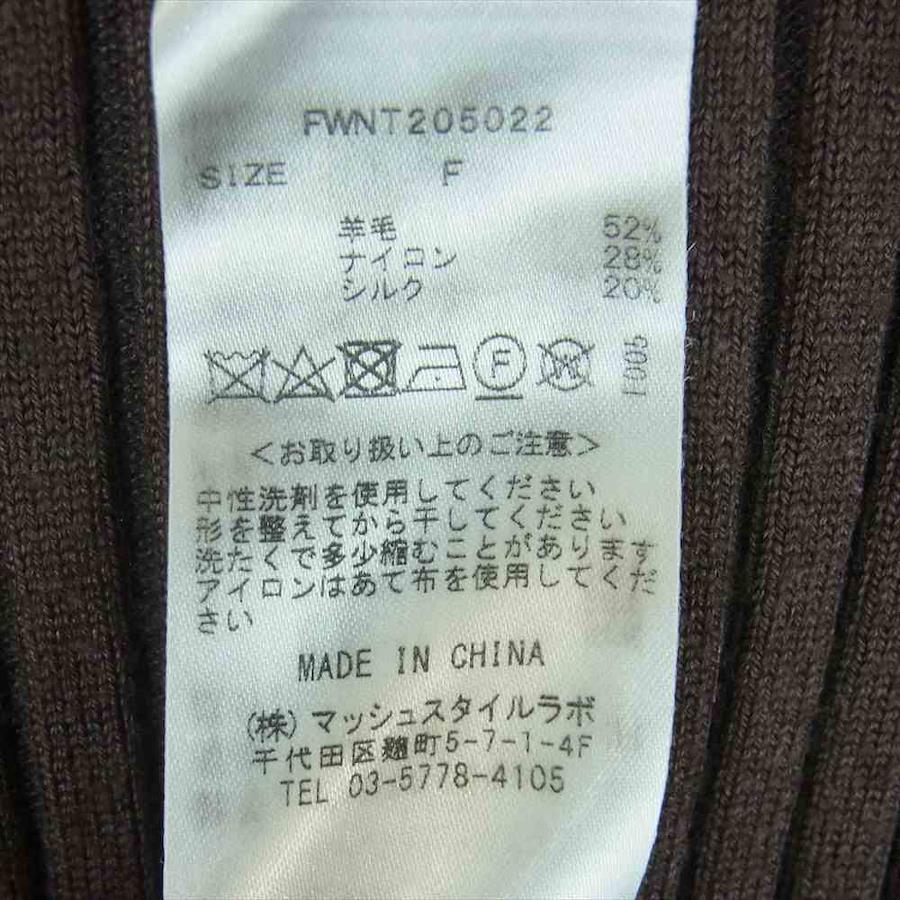 FWNT205022
SIZE F
羊毛 52%
ナイロン 28%
シルク 20%
F
W
1006
<お取り扱い上のご注意>
中性洗剤を使用してください
形を整えてから干してください
洗たくで多少縮むことがあります
アイロンはあて布を使用してくだ
さい
MADE IN CHINA
(株)マッシュスタイルラボ
千代田区麹町5-7-1-4F
TEL 03-5778-4105